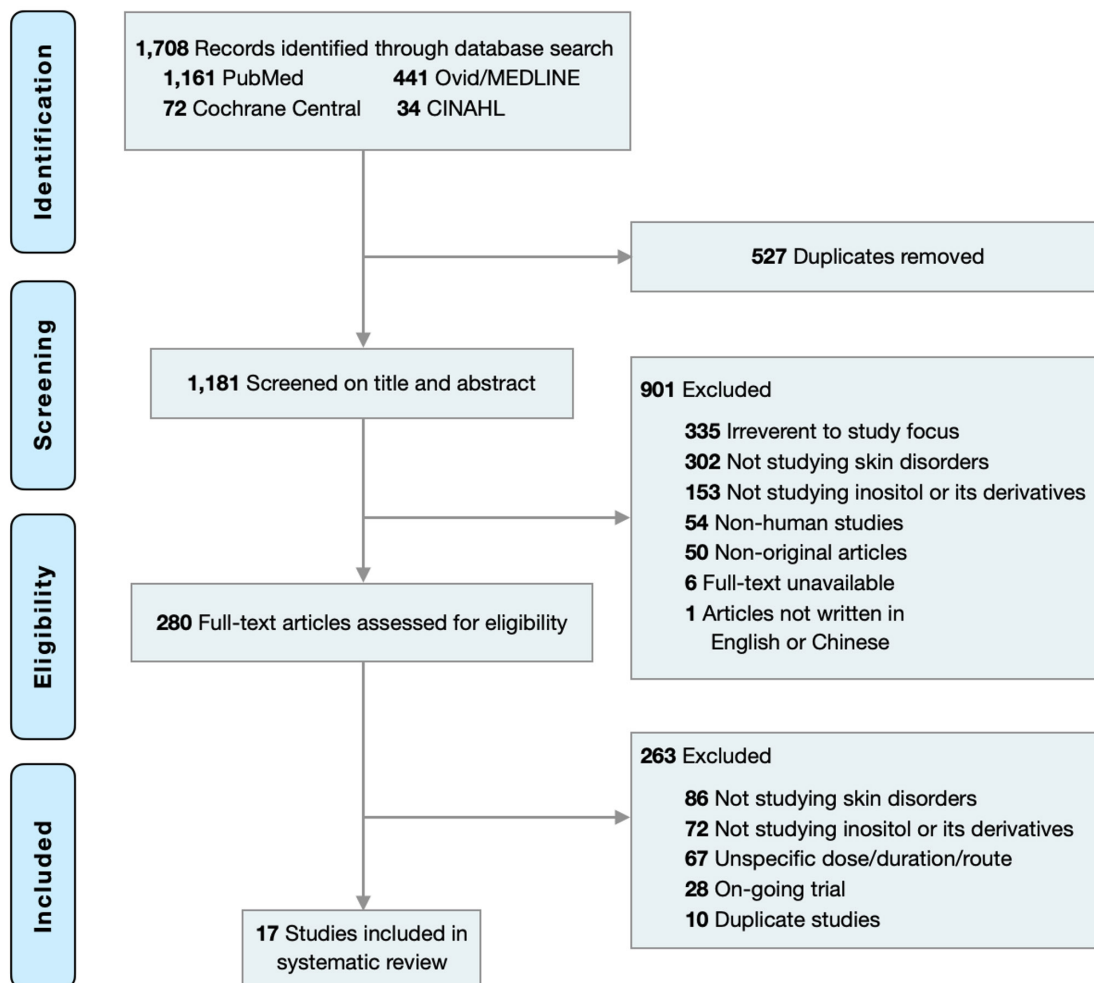 Identification
1,708 Records identified through database search
1,161 PubMed 441 Ovid/MEDLINE
72 Cochrane Central 34 CINAHL
527 Duplicates removed
Screening
1,181 Screened on title and abstract
901 Excluded
335 Irreverent to study focus
302 Not studying skin disorders
153 Not studying inositol or its derivatives
54 Non-human studies
50 Non-original articles
6 Full-text unavailable
1 Articles not written in
English or Chinese
Eligibility
280 Full-text articles assessed for eligibility
263 Excluded
86 Not studying skin disorders
72 Not studying inositol or its derivatives
67 Unspecific dose/duration/route
28 On-going trial
10 Duplicate studies
Included
17 Studies included in
systematic review